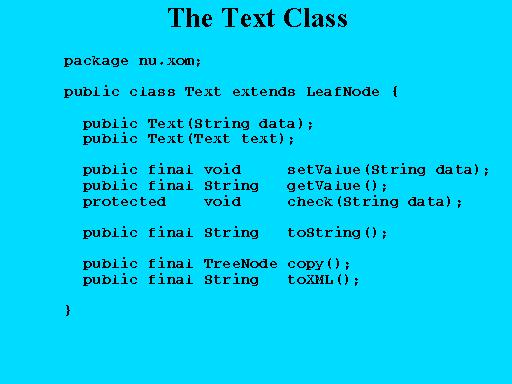 The Text Class
package nu.xom;
public class Text extends LeafNode {
public Text(String data);
public Text(Text text);
public final void setValue(String data);
public final String getValue();
protected void check(String data);
public final String toString();
public final TreeNode copy();
public final String toXML();
}